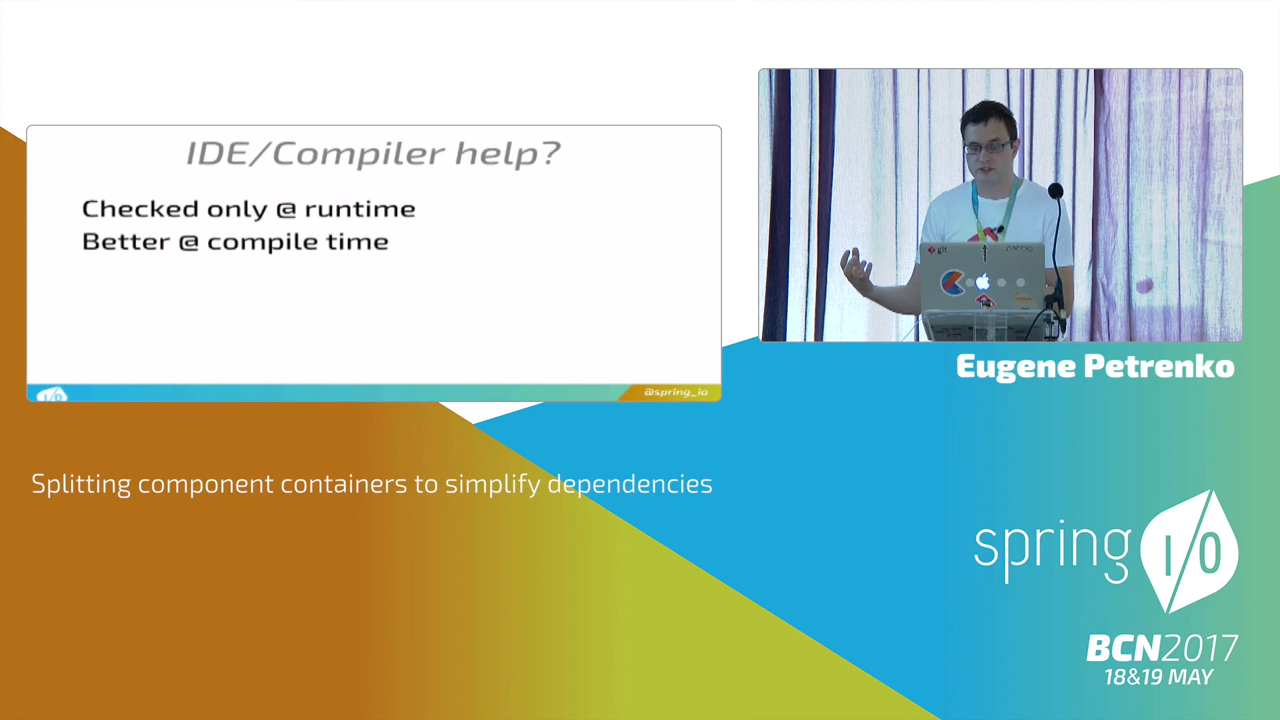 IDE/Compiler help?
Checked only @ runtime
Better @ compile time
I/O
@spring_io
git
Eugene Petrenko
Splitting component containers to simplify dependencies
spring I/O
BCN2017
18&19 MAY